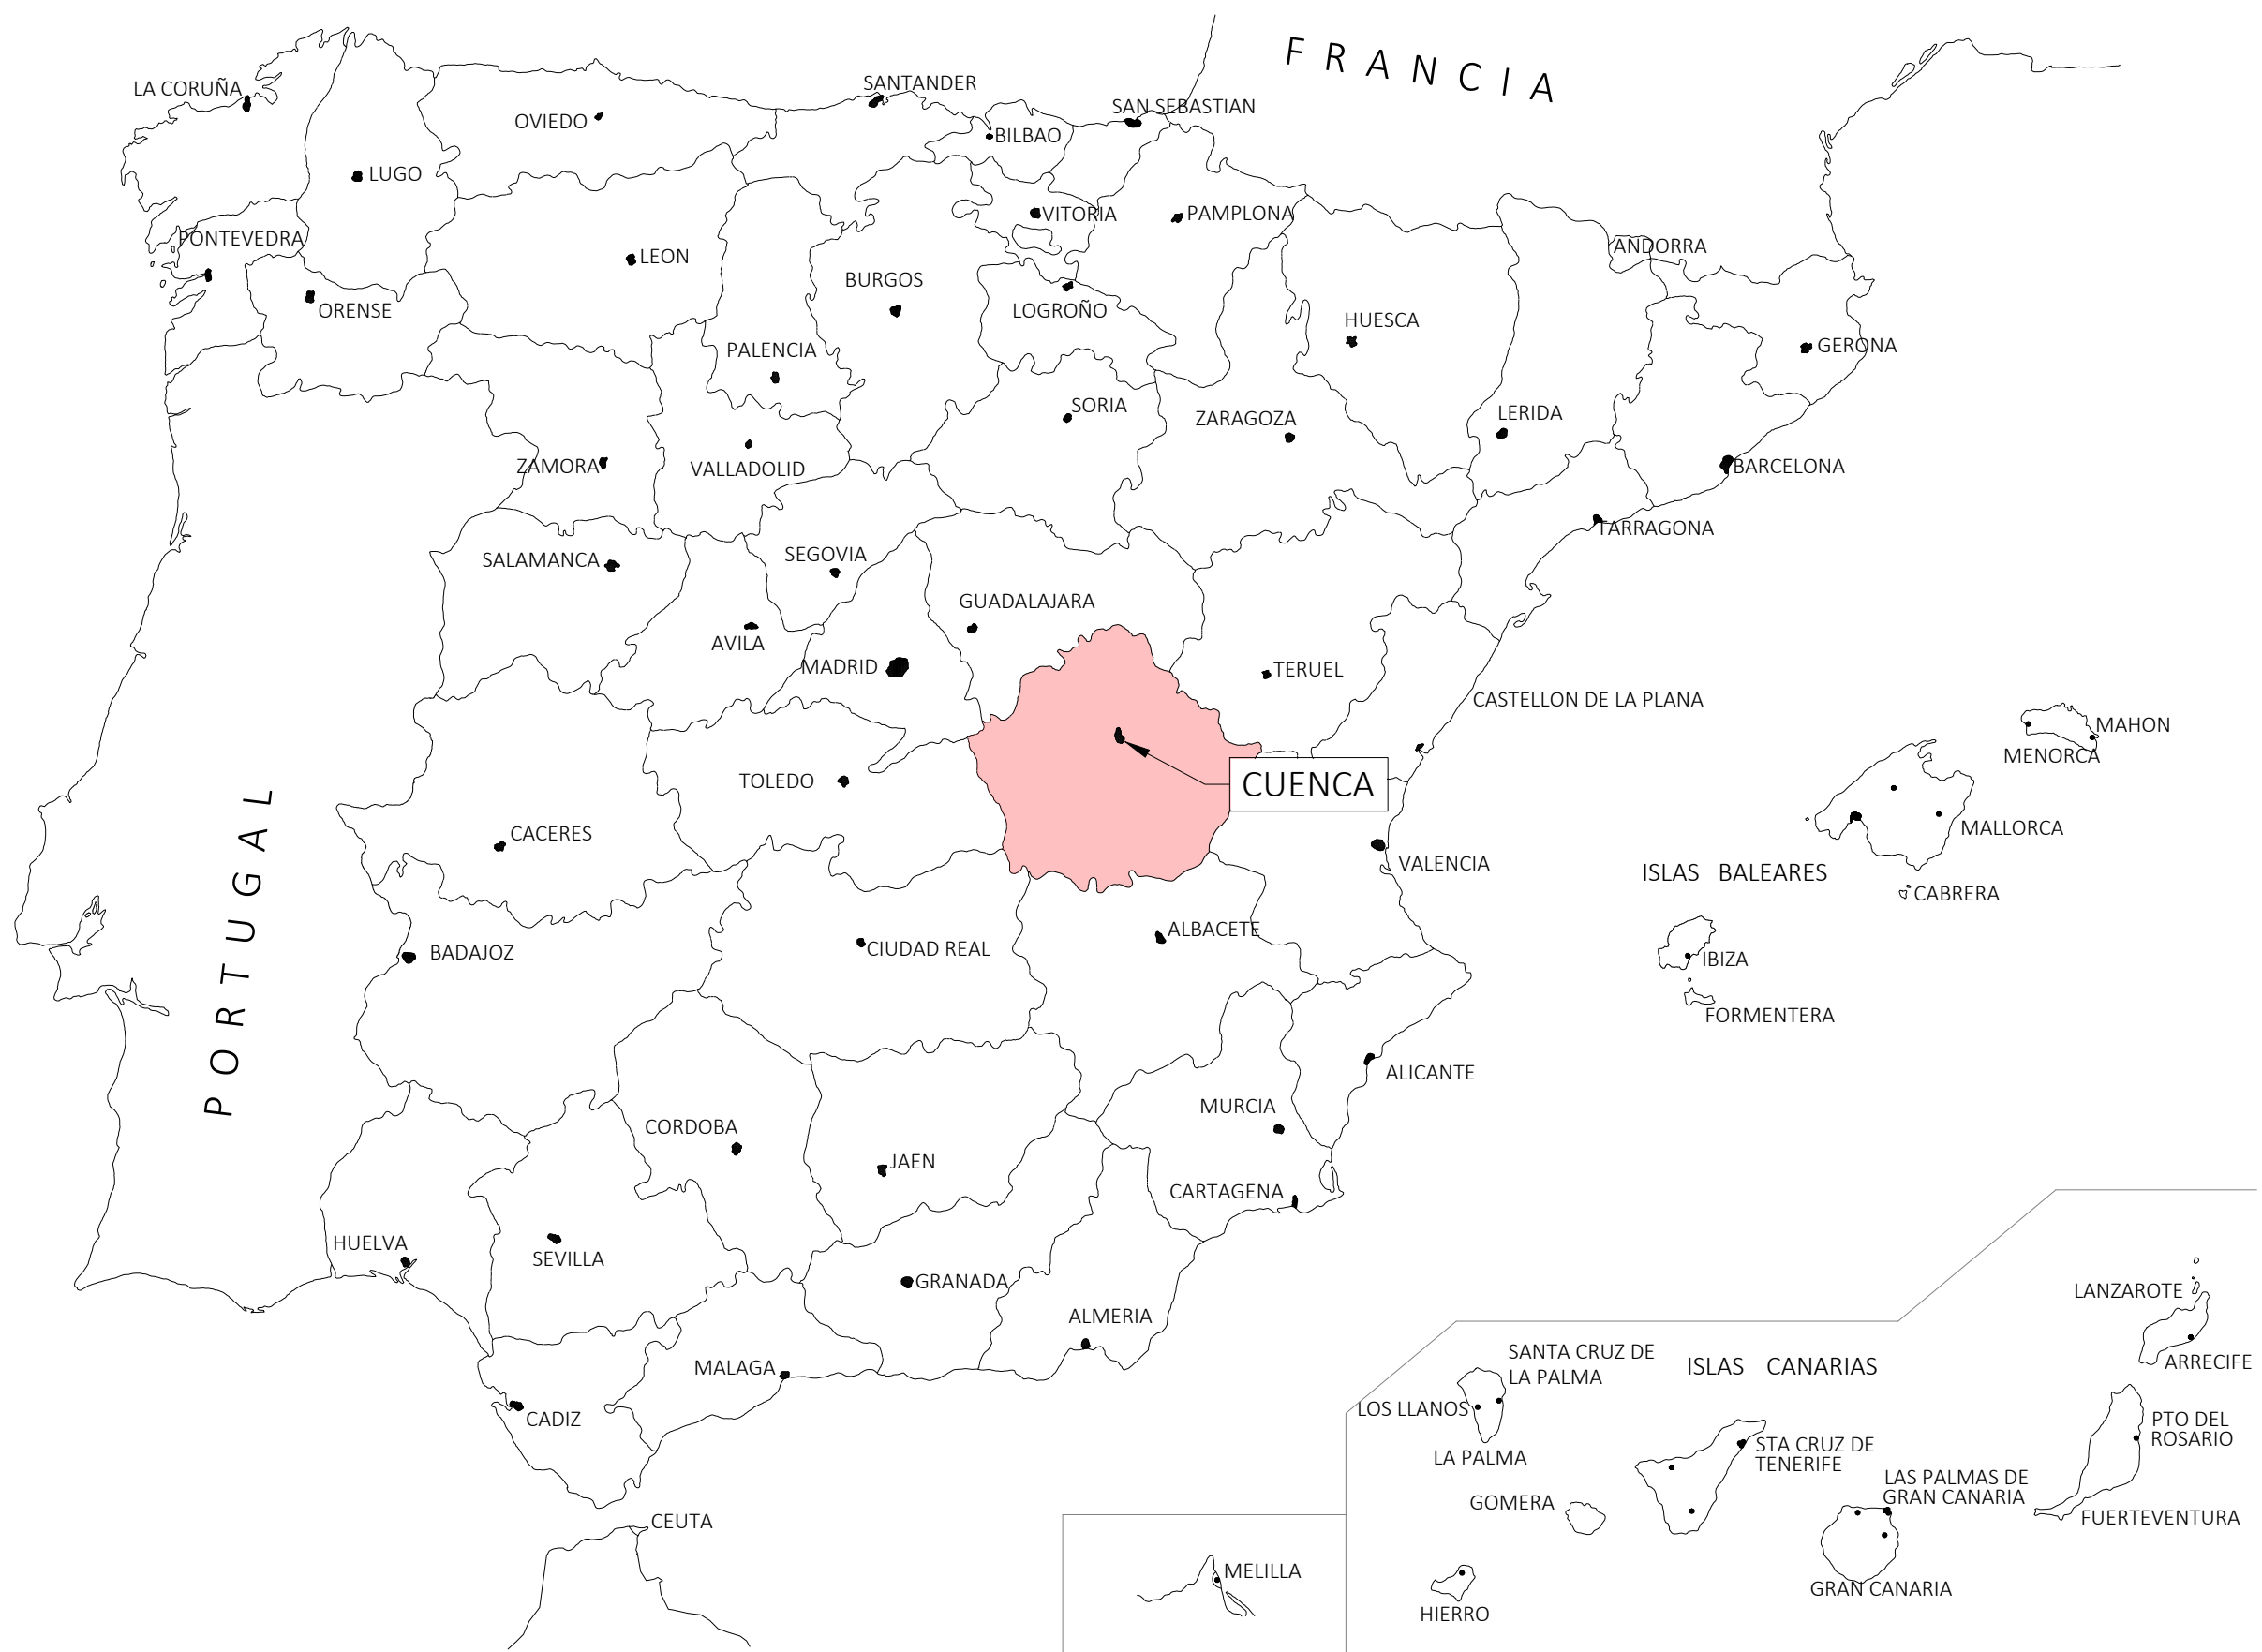 FRANCIA
LA CORUÑA
SANTANDER
SAN SEBASTIAN
OVIEDO
BILBAO
LUGO
VITORIA
PAMPLONA
PONTEVEDRA
ANDORRA
LEON
BURGOS
ORENSE
LOGROÑO
HUESCA
GERONA
PALENCIA
SORIA
ZARAGOZA
LERIDA
ZAMORA
VALLADOLID
BARCELONA
TARRAGONA
SALAMANCA
SEGOVIA
GUADALAJARA
AVILA
MADRID
TERUEL
CASTELLON DE LA PLANA
MAHON
MENORCA
TOLEDO
CUENCA
PORTUGAL
CACERES
MALLORCA
VALENCIA
ISLAS BALEARES
CABRERA
BADAJOZ
CIUDAD REAL
ALBACETE
IBIZA
FORMENTERA
ALICANTE
MURCIA
CORDOBA
JAEN
CARTAGENA
HUELVA
SEVILLA
GRANADA
ALMERIA
MALAGA
CADIZ
CEUTA
MELILLA
LANZAROTE
ARRECIFE
ISLAS CANARIAS
SANTA CRUZ DE
LA PALMA
LOS LLANOS
LA PALMA
PTO DEL
ROSARIO
STA CRUZ DE
TENERIFE
LAS PALMAS DE
GRAN CANARIA
GOMERA
FUERTEVENTURA
GRAN CANARIA
HIERRO